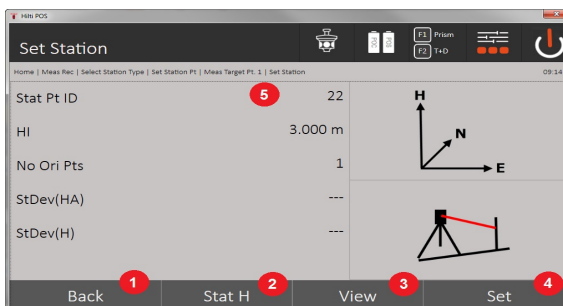 Hilti POS
Set Station
POC
POS
F1 Prism
F2 T+D
Home | Meas Rec | Select Station Type | Set Station Pt | Meas Target Pt. 1 | Set Station
09:14
Stat Pt ID
5
22
HI
3.000 m
No Ori Pts
1
StDev(HA)
---
StDev(H)
---
H
N
E
1
2
3
4
Back
Stat H
View
Set